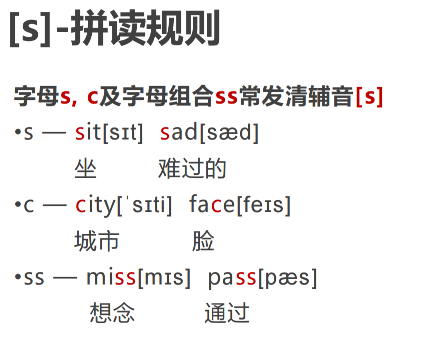 [s]-拼读规则
字母s, c及字母组合ss常发清辅音[s]
•s — sit[sɪt] sad[sæd]
坐 难过的
•c — city[ˈsɪti] face[feɪs]
城市 脸
•ss — miss[mɪs] pass[pæs]
想念 通过